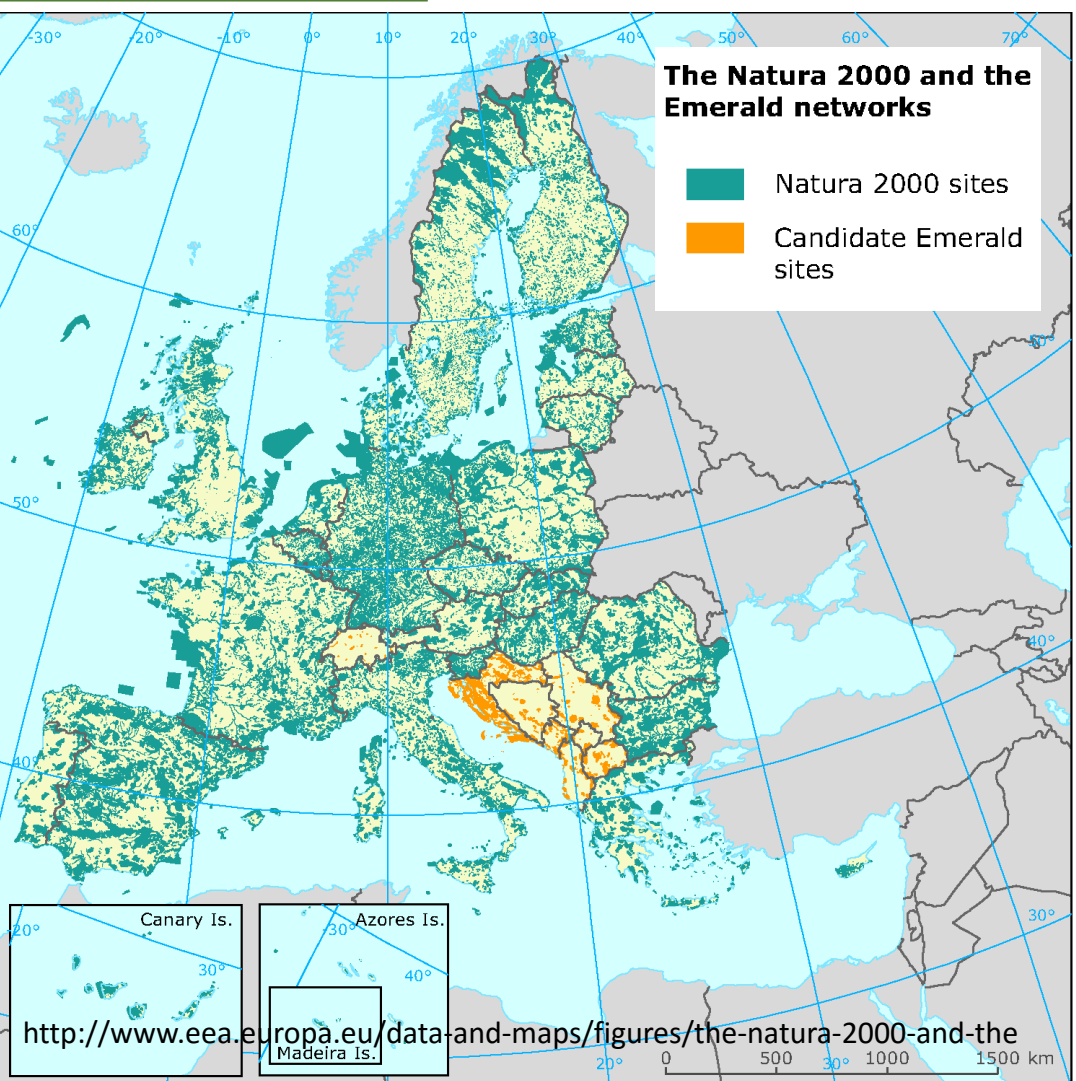 -30°
-20°
-10°
0°
10°
20°
30°
40°
50°
60°
70°
The Natura 2000 and the
Emerald networks
Natura 2000 sites
Candidate Emerald
sites
60°
50°
50°
40°
40°
30°
Canary Is.
20°
30°
Azores Is.
-30°
40°
Madeira Is.
http://www.eea.europa.eu/data-and-maps/figures/the-natura-2000-and-the
20°
30°
0 500 1000 1500 km